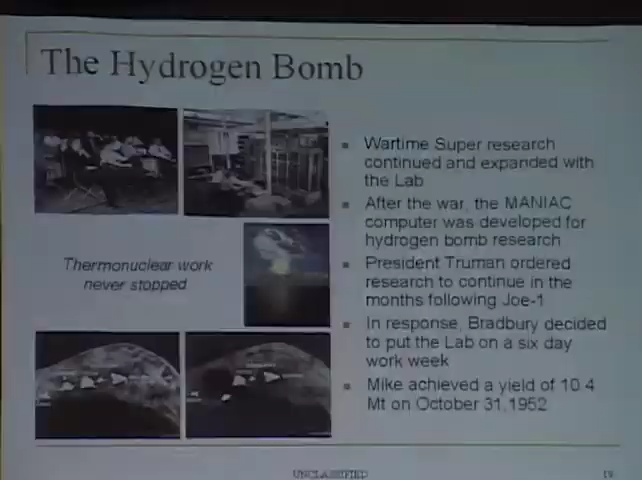 The Hydrogen Bomb
Wartime Super research
continued and expanded with
the Lab
After the war, the MANIAC
computer was developed for
hydrogen bomb research
Thermonuclear work
never stopped
President Truman ordered
research to continue in the
months following Joe-1
In response, Bradbury decided
to put the Lab on a six day
work week
Mike achieved a yield of 10.4
Mt on October 31,1952
UNCLASSIFIED
19